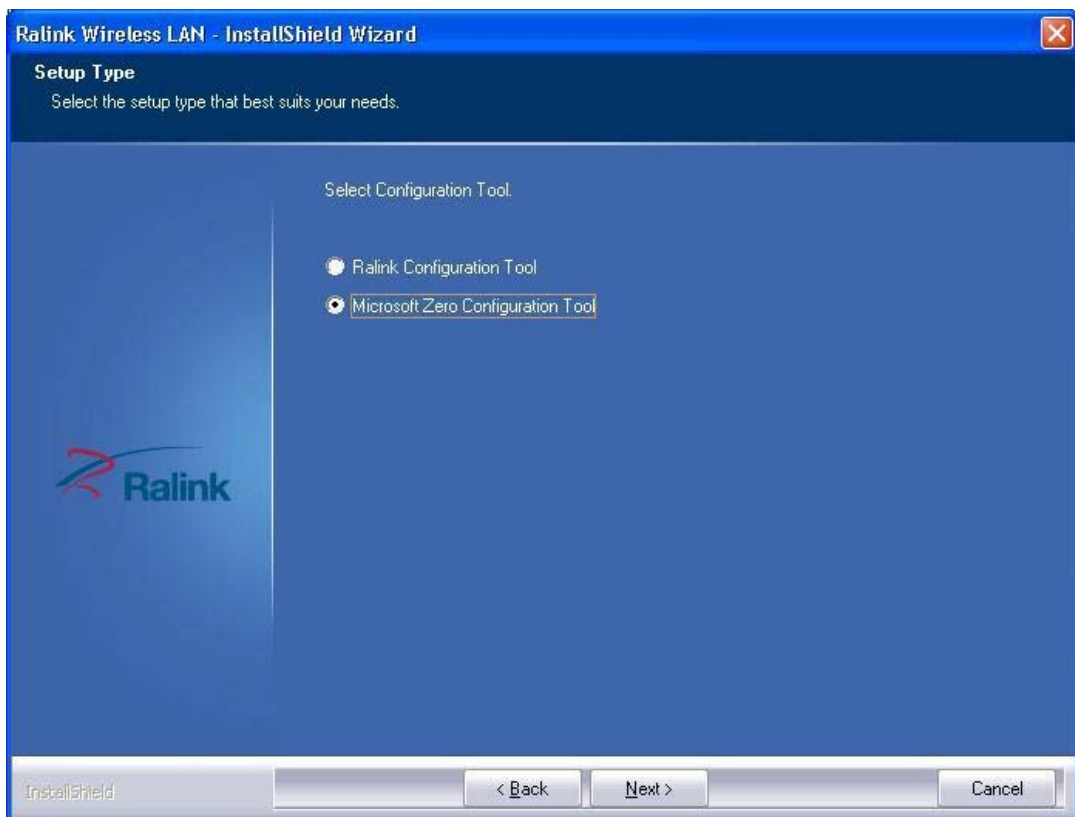 Ralink Wireless LAN - InstallShield Wizard
Setup Type
Select the setup type that best suits your needs.
Select Configuration Tool.
Ralink Configuration Tool
Microsoft Zero Configuration Tool
Ralink
InstallShield
< Back
Next >
Cancel